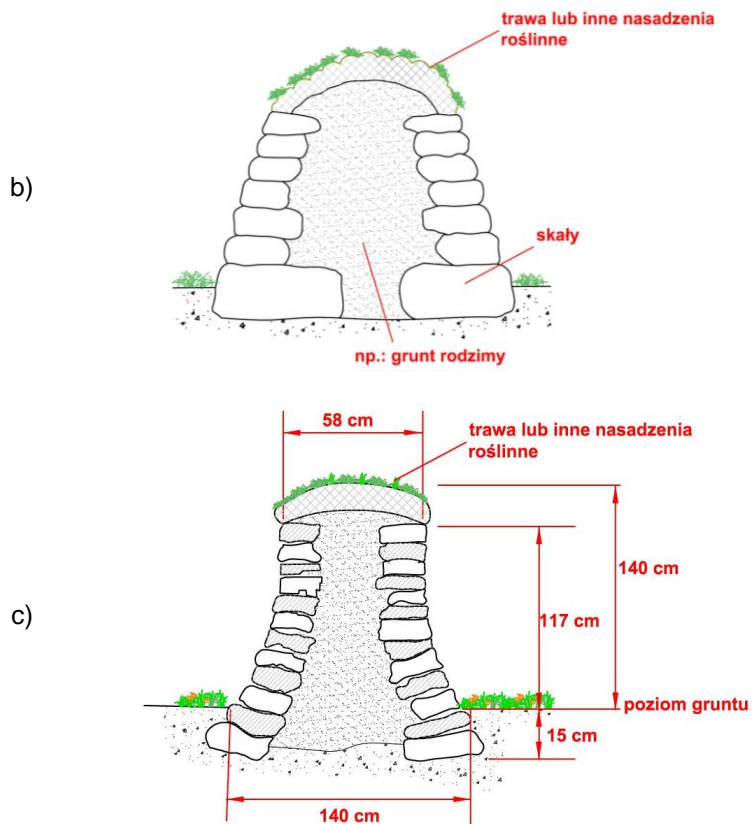 trawa lub inne nasadzenia
roślinne
b)
skały
np.: grunt rodzimy
58 cm
trawa lub inne nasadzenia
roślinne
140 cm
117 cm
c)
poziom gruntu
15 cm
140 cm